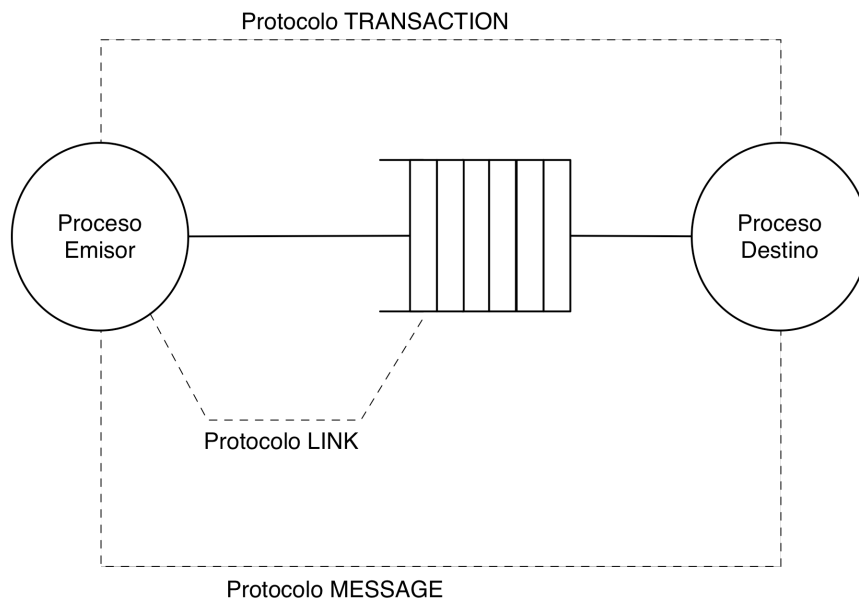 Protocolo TRANSACTION
Proceso
Emisor
Proceso
Destino
Protocolo LINK
Protocolo MESSAGE